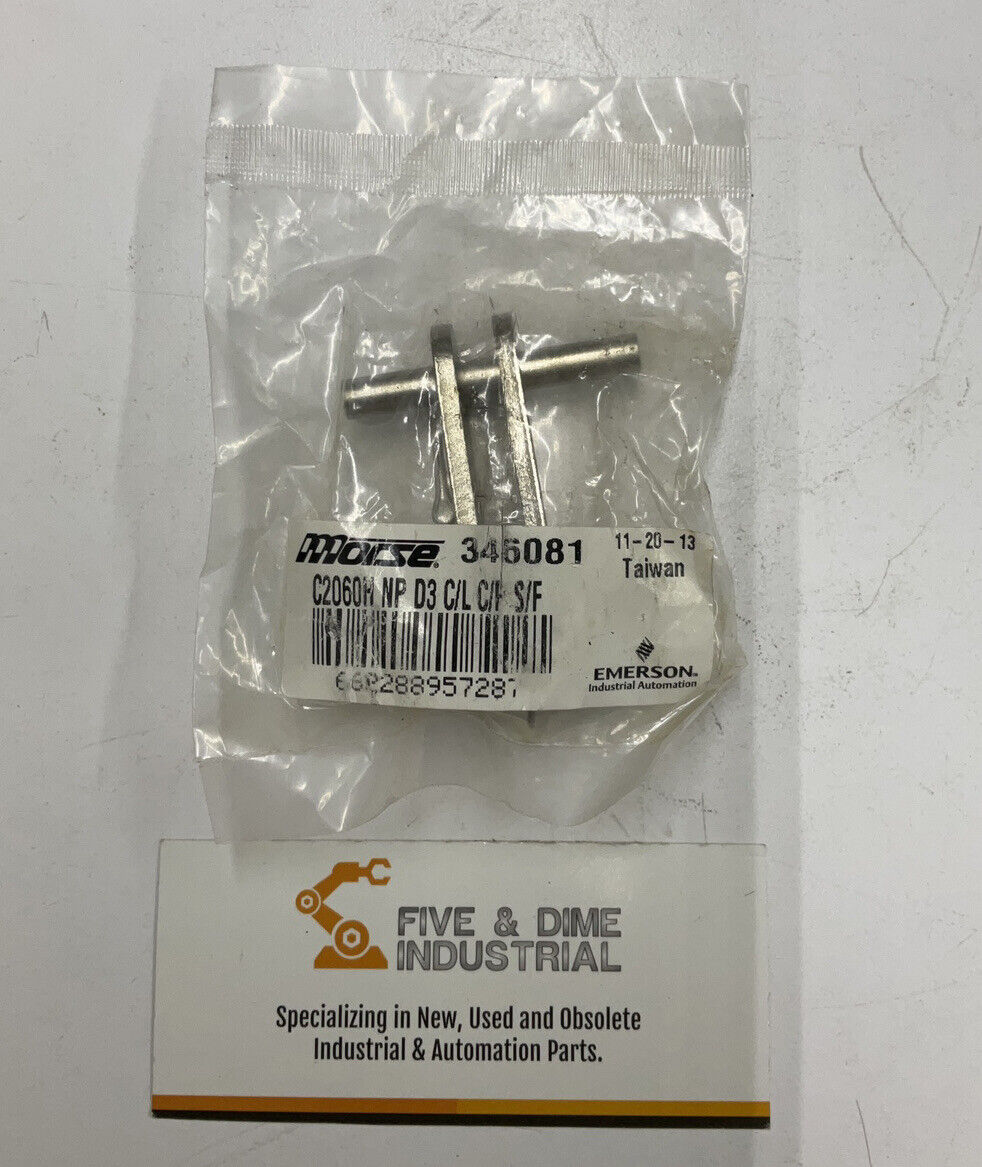 morse® 346081 11-20-13
C2060H NP D3 C/L C/P S/F Taiwan
EMERSON™
Industrial Automation
662288957287
FIVE & DIME
INDUSTRIAL
Specializing in New, Used and Obsolete
Industrial & Automation Parts.